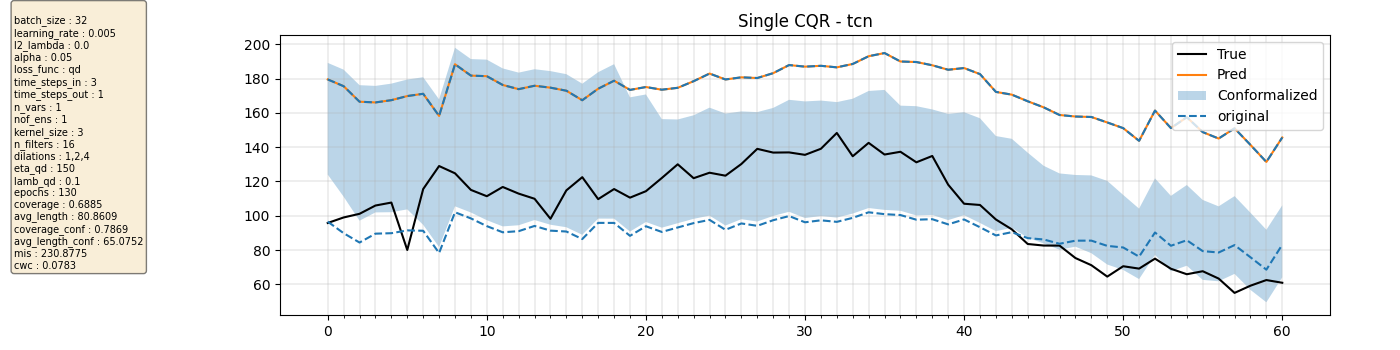 batch_size : 32
learning_rate : 0.005
l2_lambda : 0.0
alpha : 0.05
loss_func : qd
time_steps_in : 3
time_steps_out : 1
n_vars : 1
nof_ens : 1
kernel_size : 3
n_filters : 16
dilations : 1,2,4
eta_qd : 150
lamb_qd : 0.1
epochs : 130
coverage : 0.6885
avg_length : 80.8609
coverage_conf : 0.7869
avg_length_conf : 65.0752
mis : 230.8775
cwc : 0.0783
Single CQR - tcn
200
180
160
140
120
100
80
60
0 10 20 30 40 50 60
True
Pred
Conformalized
original